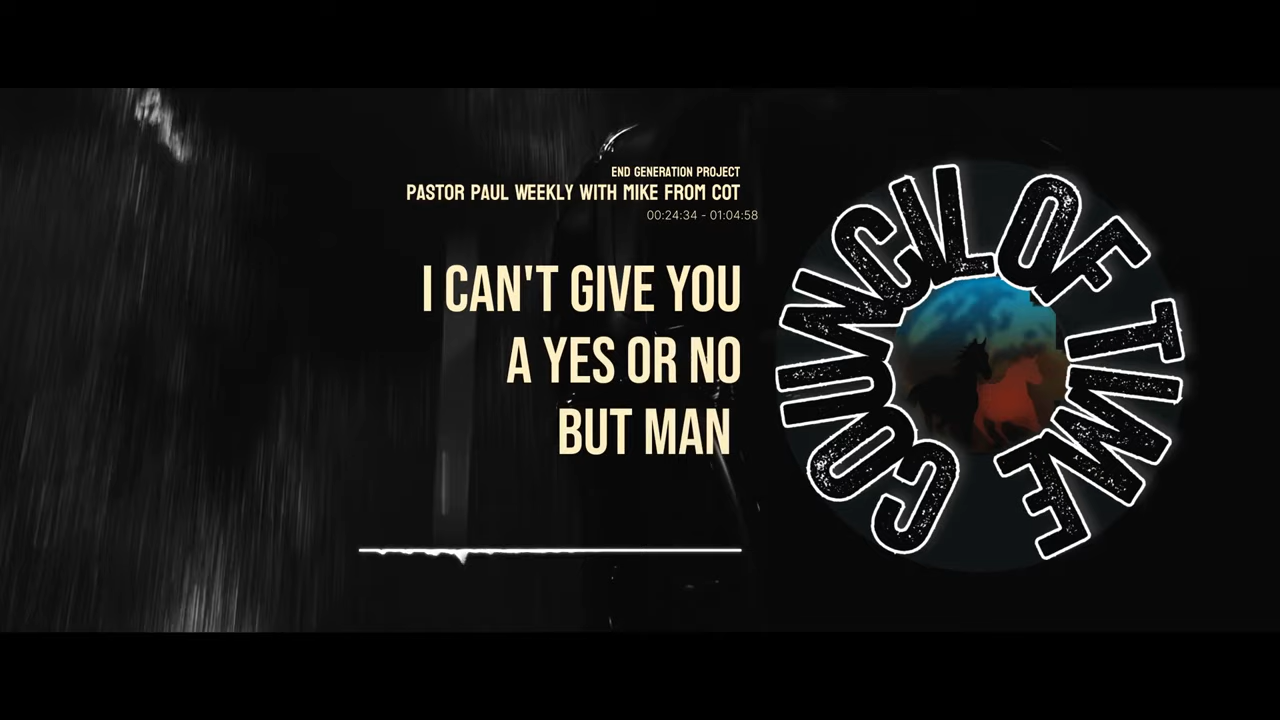 END GENERATION PROJECT
PASTOR PAUL WEEKLY WITH MIKE FROM COT
00:24:34 - 01:04:58
I CAN'T GIVE YOU
A YES OR NO
BUT MAN
COUNCIL OF TIME